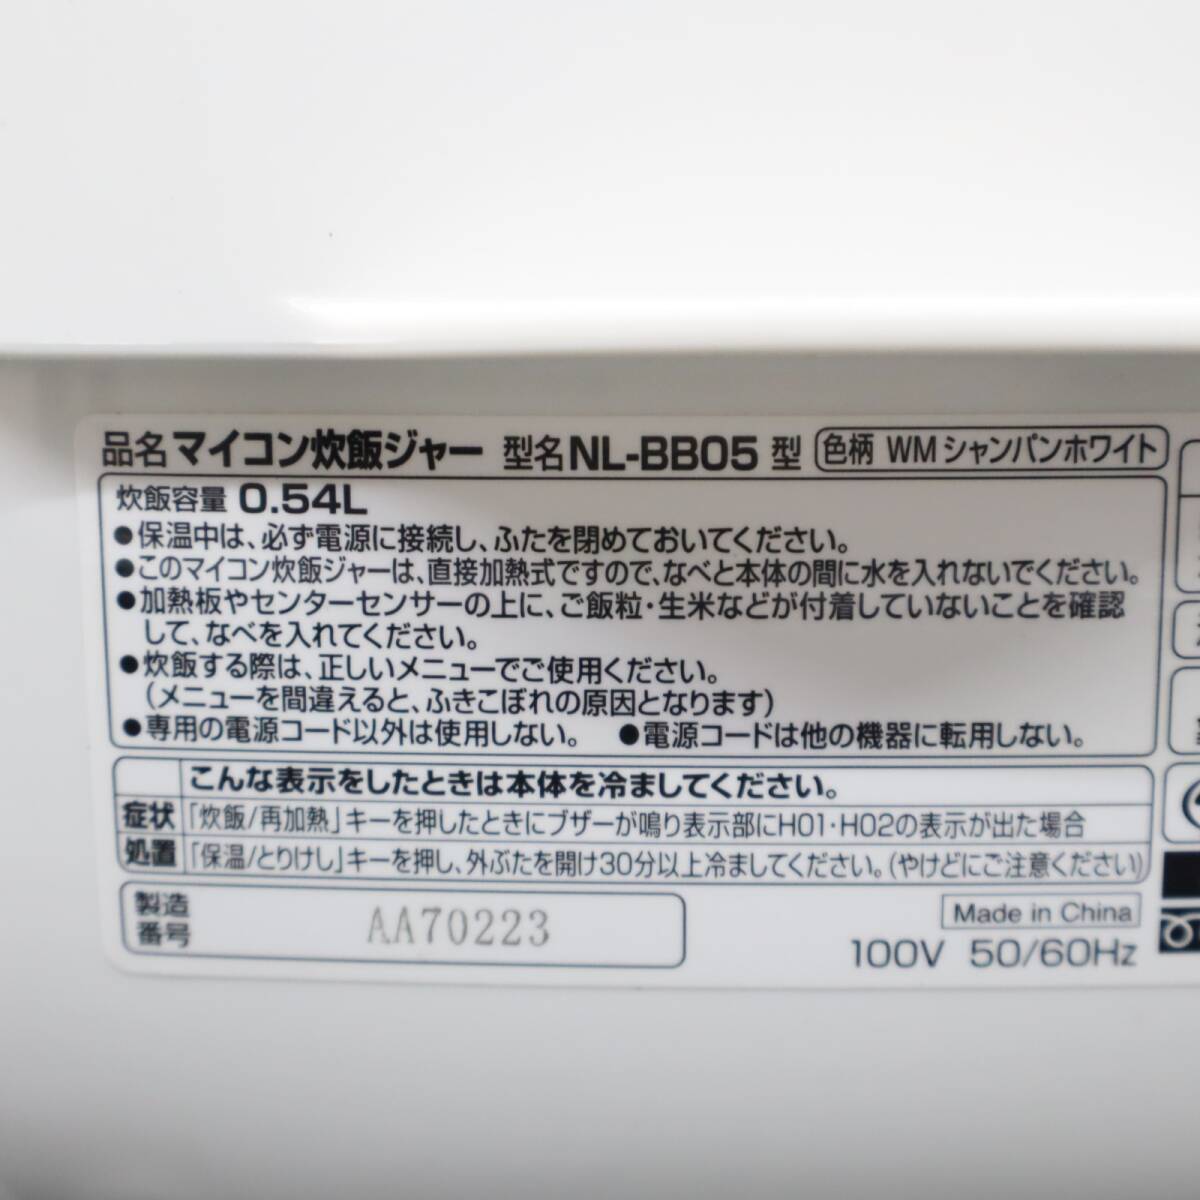 品名 マイコン炊飯ジャー 型名 NL-BB05 型 色柄 WM シャンパンホワイト
炊飯容量 0.54L
●保温中は、必ず電源に接続し、ふたを閉めておいてください。
●このマイコン炊飯ジャーは、直接加熱式ですので、なべと本体の間に水を入れないでください。
●加熱板やセンターセンサーの上に、ご飯粒・生米などが付着していないことを確認
して、なべを入れてください。
●炊飯する際は、正しいメニューでご使用ください。
(メニューを間違えると、ふきこぼれの原因となります)
●専用の電源コード以外は使用しない。 ●電源コードは他の機器に転用しない。
こんな表示をしたときは本体を冷ましてください。
症状 「炊飯/再加熱」キーを押したときにブザーが鳴り表示部にH01・H02の表示が出た場合
処置 「保温/とりけし」キーを押し、外ぶたを開け30分以上冷ましてください。(やけどにご注意ください)
製造
番号 AA70223
Made in China
100V 50/60Hz